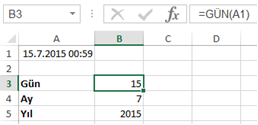 B3 fx =GÜN(A1)
A B C D
1 15.7.2015 00:59
2
3 Gün 15
4 Ay 7
5 Yıl 2015